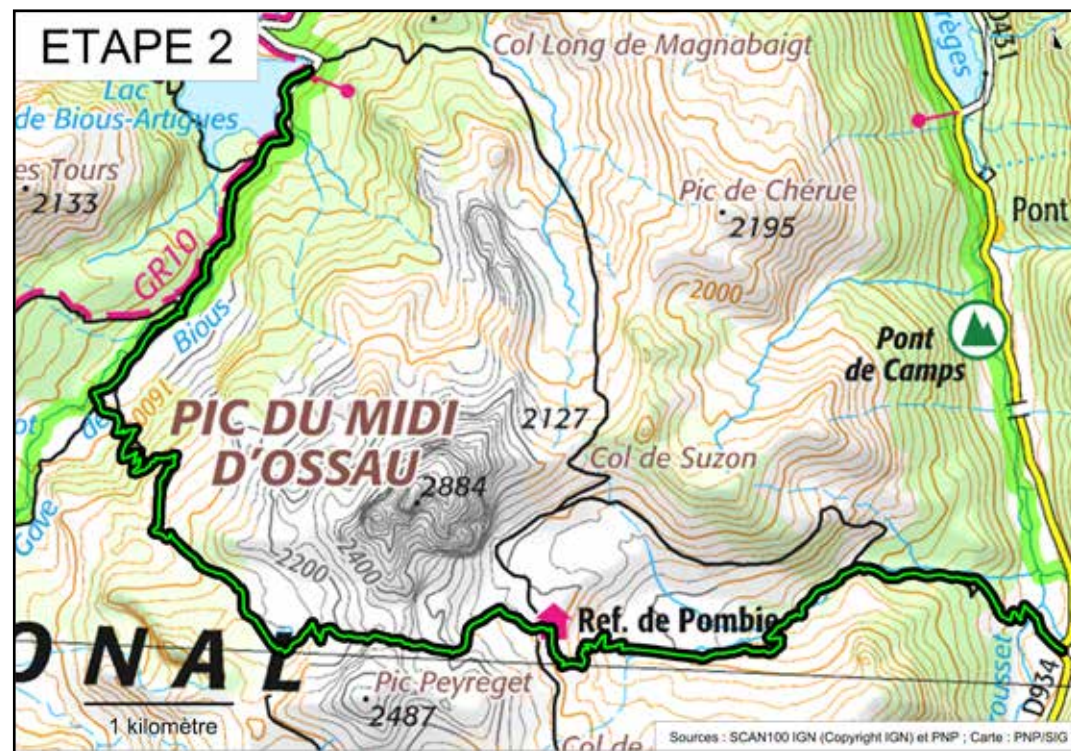 ETAPE 2
Col Long de Magnabaigt
Lac
de Bious-Artigues
es Tours
2133
GR10
Pic de Chérue
2195
2000
Pont
Pont
de Camps
Bious
de
1600
PIC DU MIDI
D'OSSAU
2884
2127
Col de Suzon
Gave
2200
2400
Ref. de Pombie
ONAL
Pic Peyreget
2487
1 kilomètre
Col de
D934
Sources : SCAN100 IGN (Copyright IGN) et PNP ; Carte : PNP/SIG